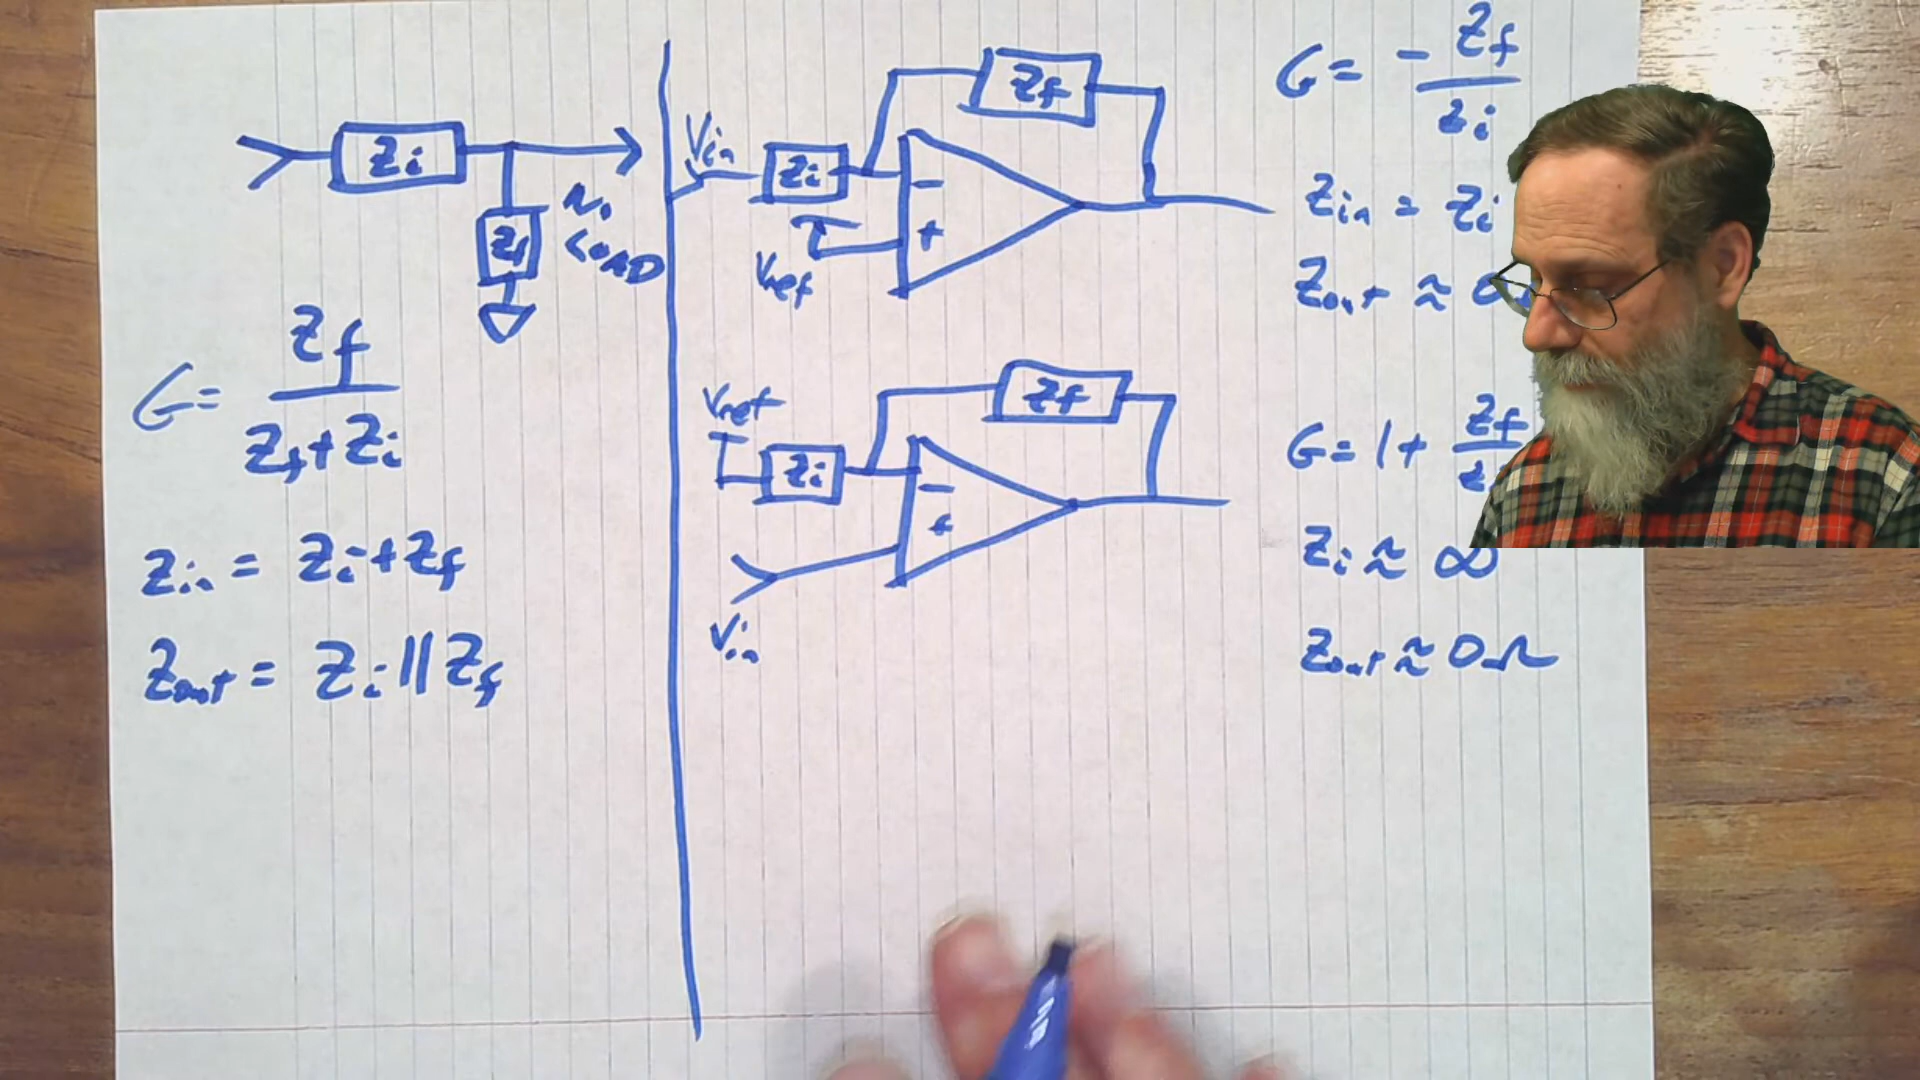 Zi
Zf
No
LOAD
G = Zf
Zf + Zi
Zin = Zi + Zf
Zout = Zi || Zf
Vin
Zi
Zf
-
+
Vref
G = - Zf
Zi
Zin = Zi
Zout ≈ 0
Vref
Zi
Zf
-
+
Vin
G = 1 + Zf
Zi ≈ ∞
Zout ≈ 0Ω